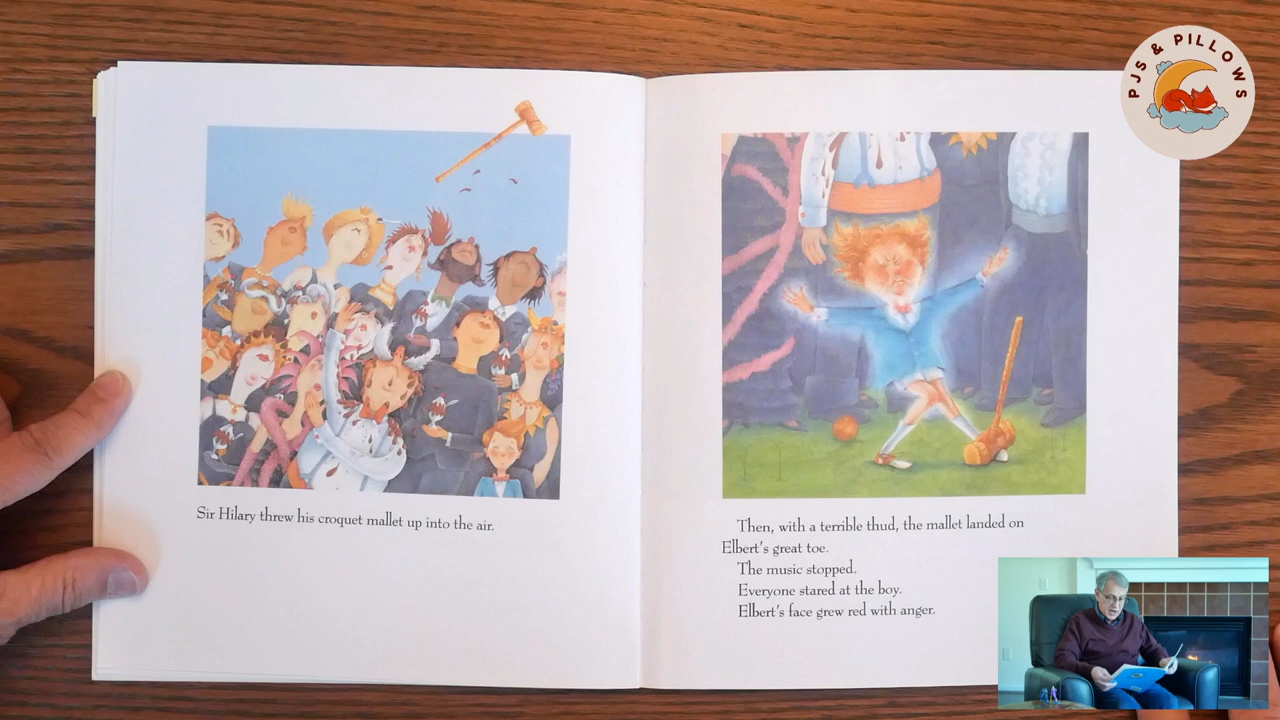 PJS & PILLOWS
Sir Hilary threw his croquet mallet up into the air.
Then, with a terrible thud, the mallet landed on
Elbert's great toe.
The music stopped.
Everyone stared at the boy.
Elbert's face grew red with anger.